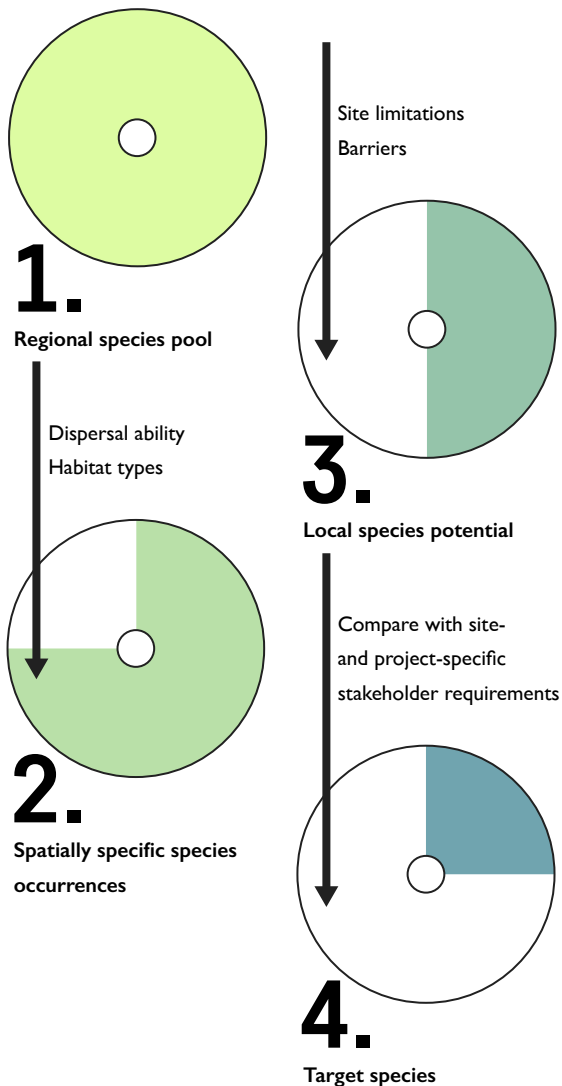 1.
Regional species pool
Dispersal ability
Habitat types
2.
Spatially specific species
occurrences
Site limitations
Barriers
3.
Local species potential
Compare with site-
and project-specific
stakeholder requirements
4.
Target species